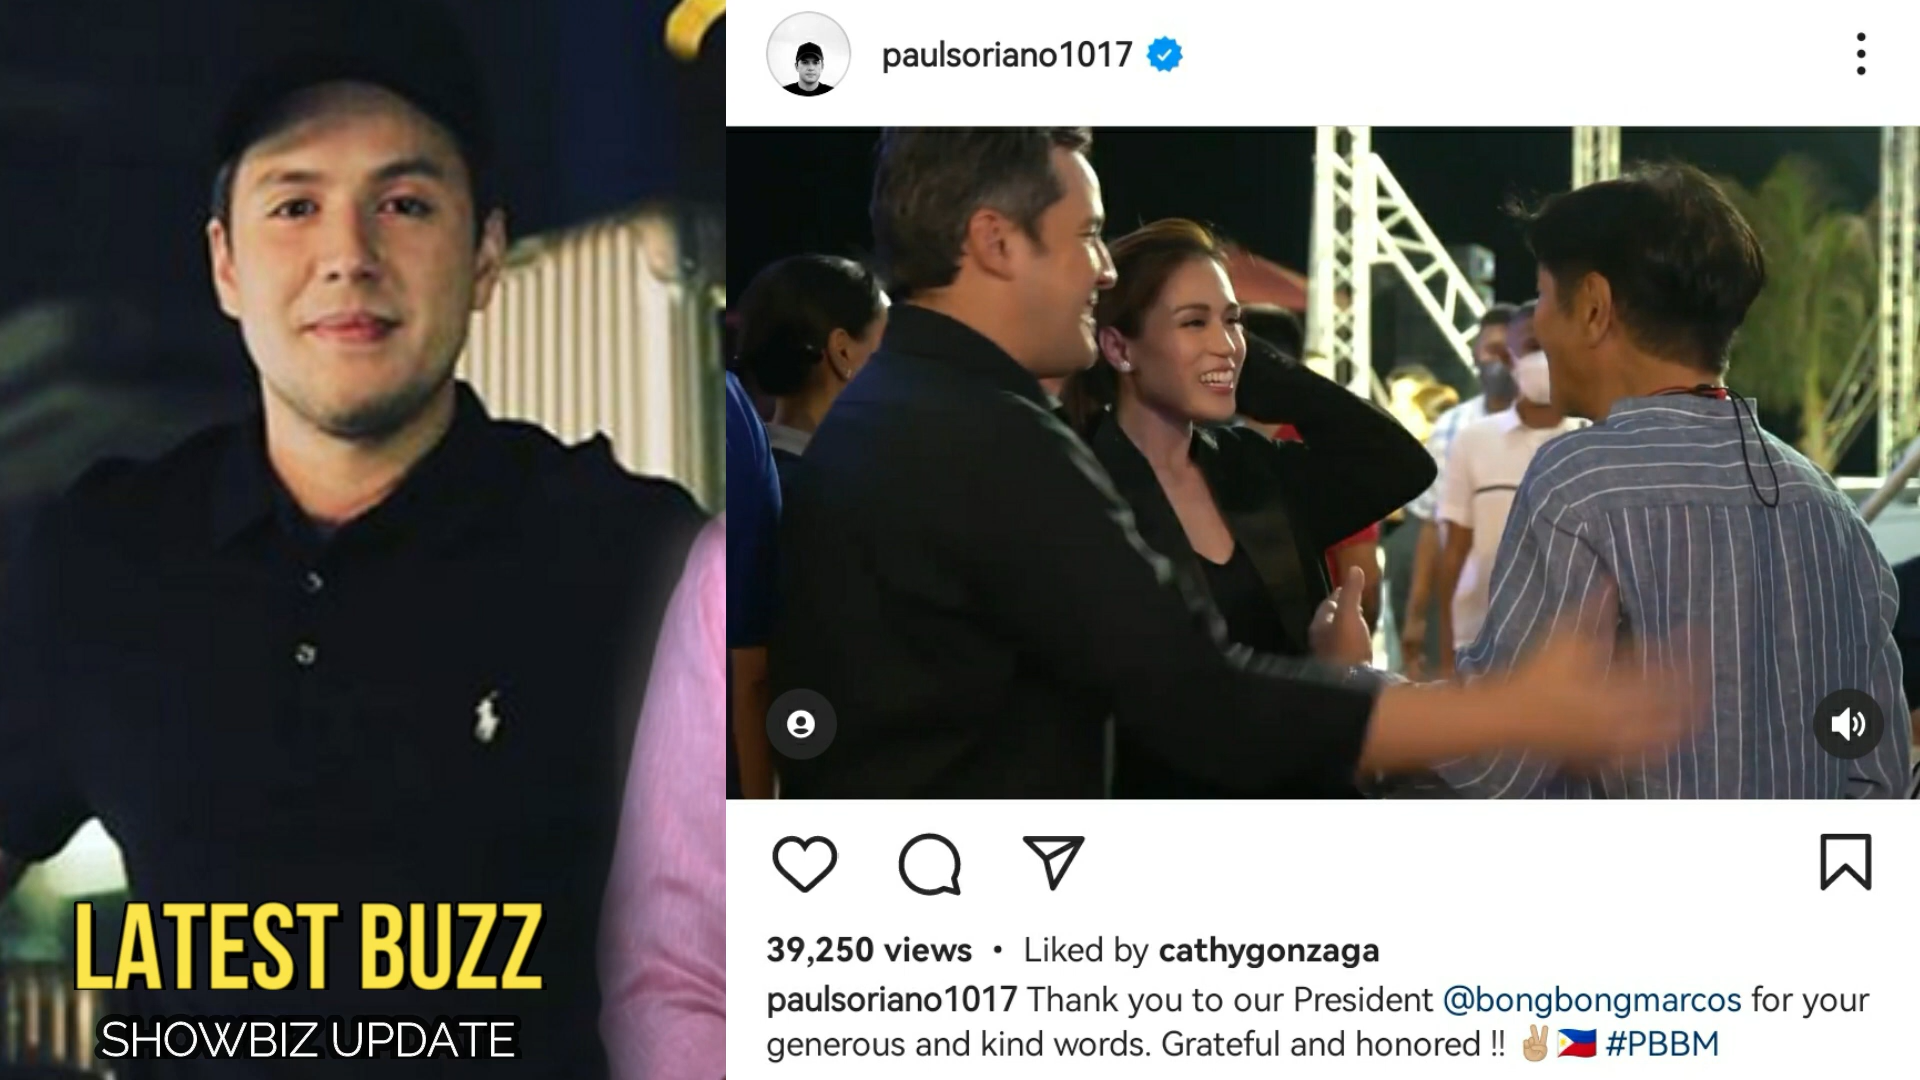 paulsoriano1017
LATEST BUZZ
SHOWBIZ UPDATE
39,250 views • Liked by cathygonzaga
paulsoriano1017 Thank you to our President @bongbongmarcos for your
generous and kind words. Grateful and honored !! ✌🏼🇵🇭 #PBBM